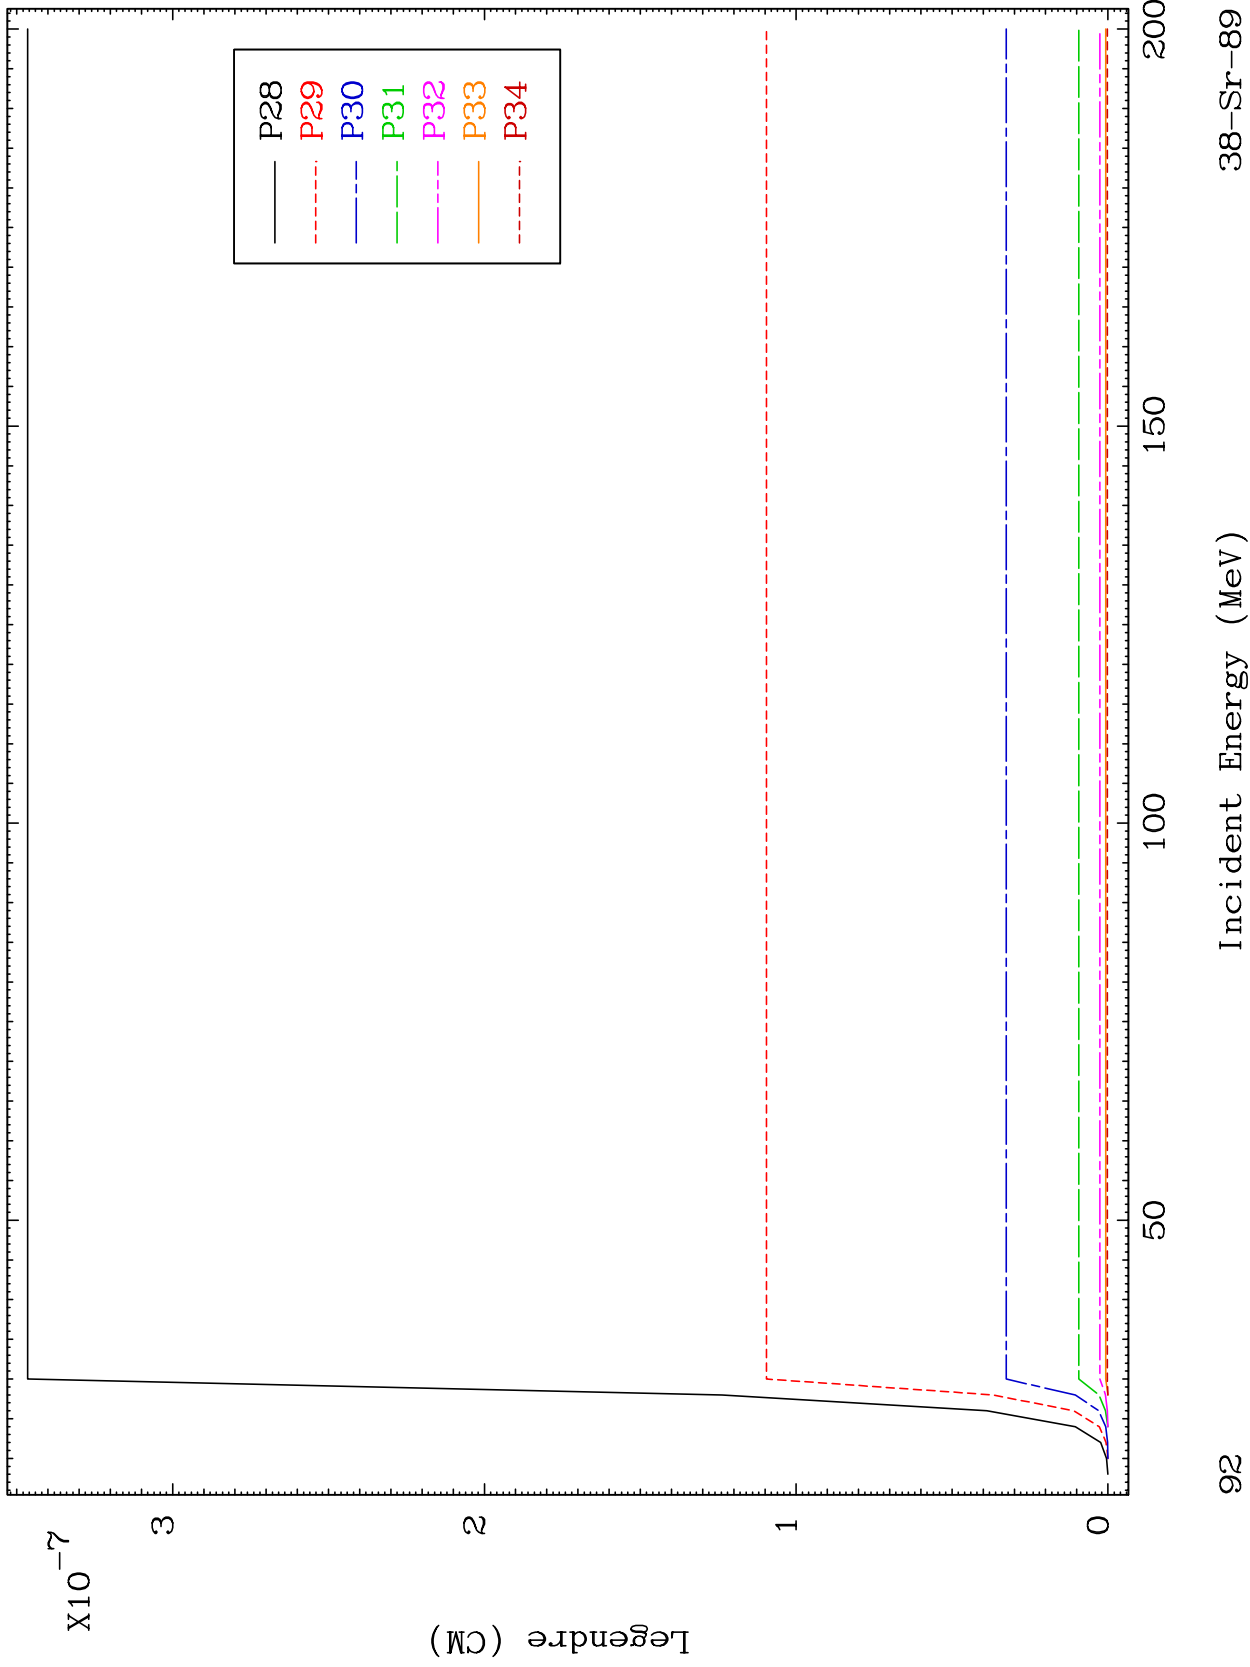 X10⁻⁷
Legendre (CM)
3
2
1
0
P28
P29
P30
P31
P32
P33
P34
50
100
150
200
Incident Energy (MeV)
92
38-Sr-89